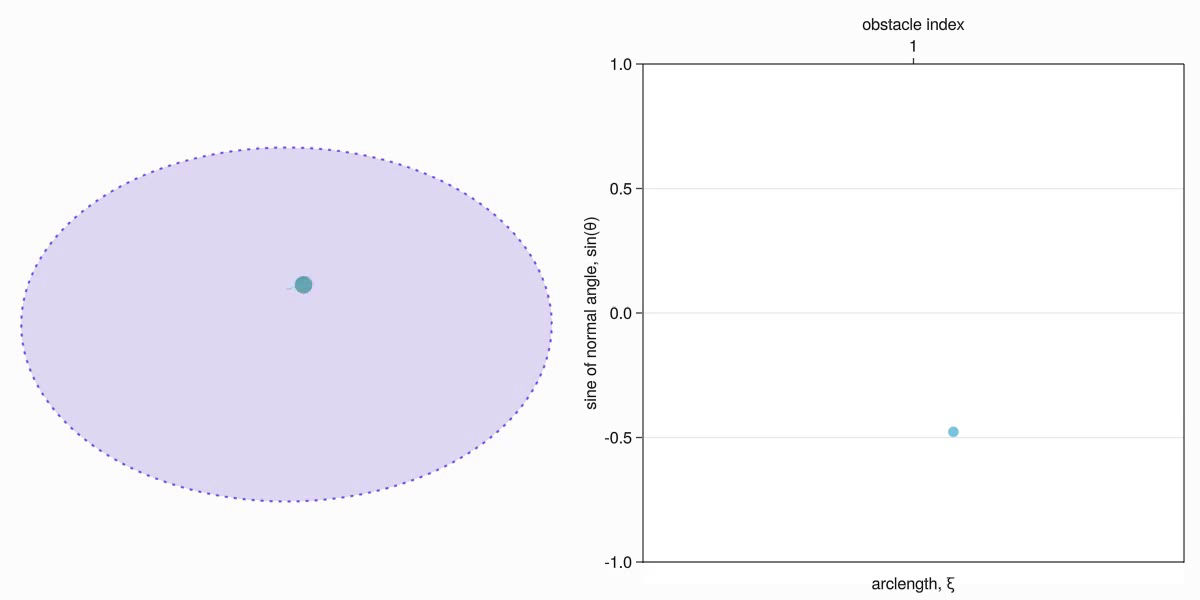 obstacle index
1
1.0
0.5
0.0
-0.5
-1.0
sine of normal angle, sin(θ)
arclength, ξ